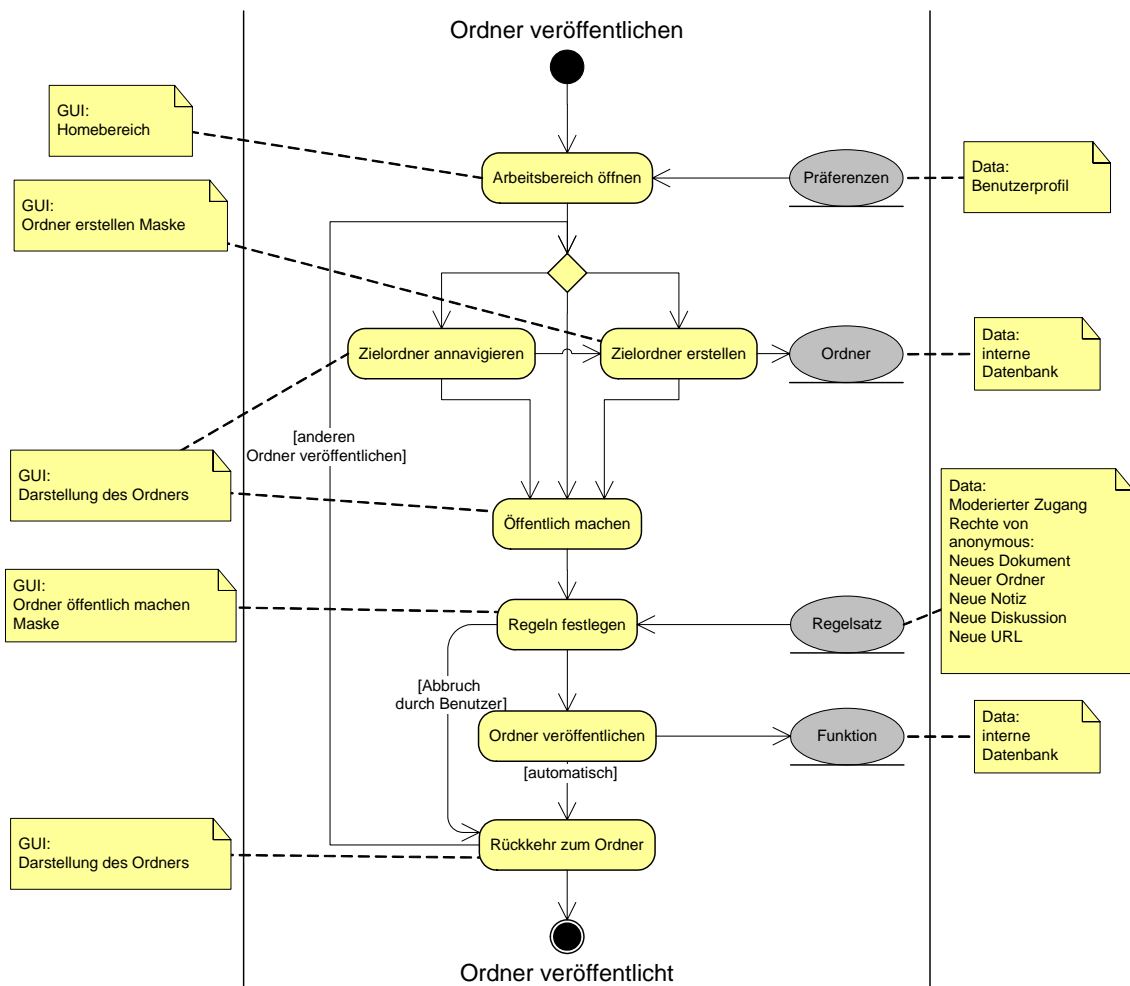 Ordner veröffentlichen
GUI:
Homebereich
Arbeitsbereich öffnen
Präferenzen
Data:
Benutzerprofil
GUI:
Ordner erstellen Maske
Zielordner annavigieren
Zielordner erstellen
Ordner
Data:
interne
Datenbank
[anderen
Ordner veröffentlichen]
GUI:
Darstellung des Ordners
Öffentlich machen
Data:
Moderierter Zugang
Rechte von
anonymous:
Neues Dokument
Neuer Ordner
Neue Notiz
Neue Diskussion
Neue URL
GUI:
Ordner öffentlich machen
Maske
Regeln festlegen
Regelsatz
[Abbruch
durch Benutzer]
Ordner veröffentlichen
Funktion
Data:
interne
Datenbank
[automatisch]
GUI:
Darstellung des Ordners
Rückkehr zum Ordner
Ordner veröffentlicht